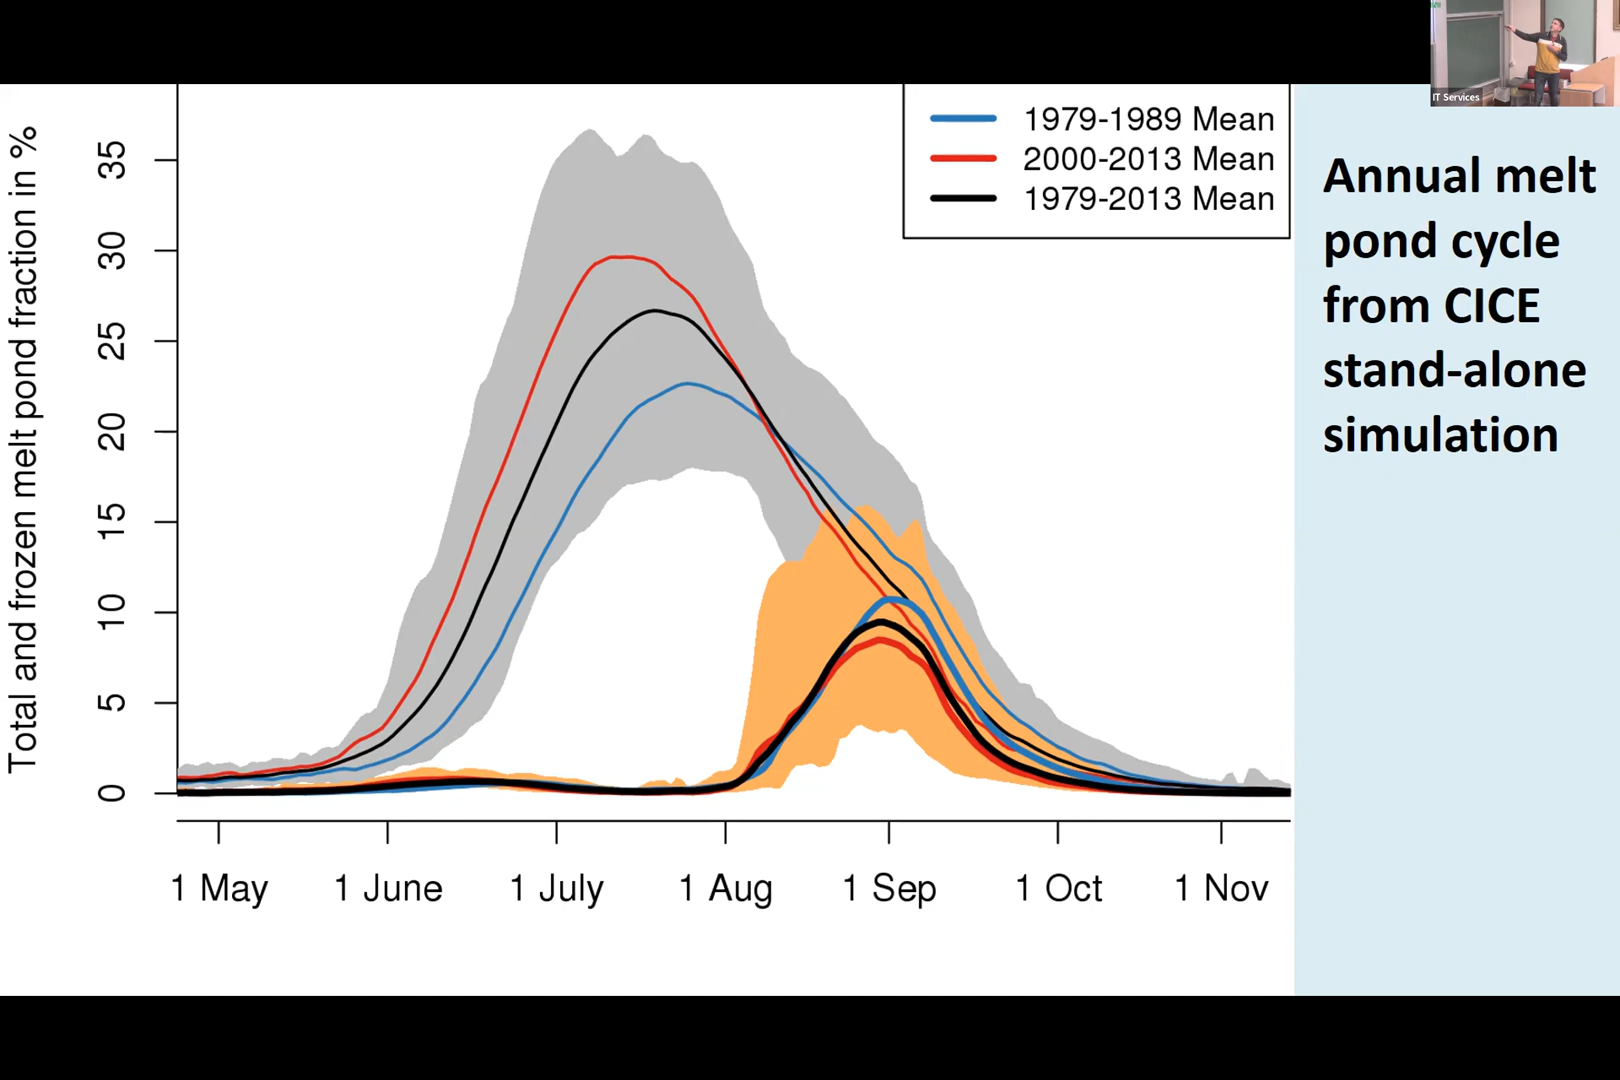 IT Services
Total and frozen melt pond fraction in %
35
30
25
20
15
10
5
0
1 May
1 June
1 July
1 Aug
1 Sep
1 Oct
1 Nov
1979-1989 Mean
2000-2013 Mean
1979-2013 Mean
Annual melt
pond cycle
from CICE
stand-alone
simulation